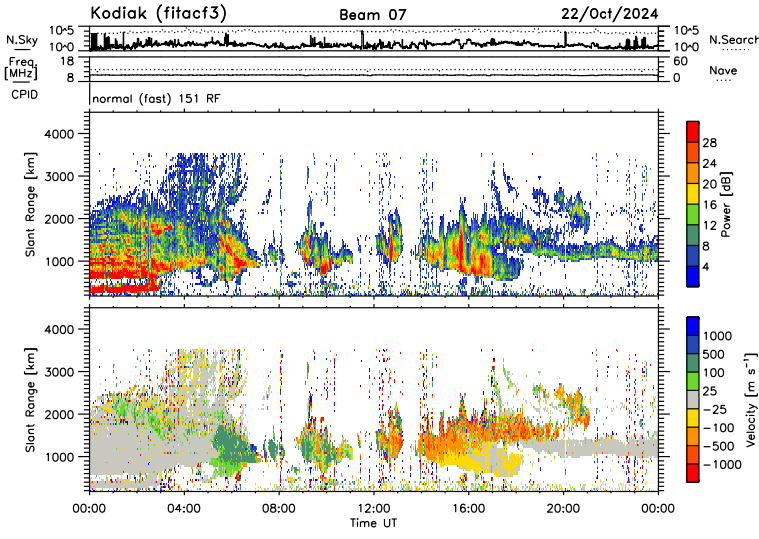 Kodiak (fitacf3) Beam 07 22/Oct/2024
N.Sky 10^5 10^0 10^5 10^0 N.Search
Freq. [MHz] 18 8 60 0 Nave
CPID normal (fast) 151 RF
Slant Range [km] 4000 3000 2000 1000
Power [dB] 28 24 20 16 12 8 4
Slant Range [km] 4000 3000 2000 1000
Velocity [m s⁻¹] 1000 500 100 25 −25 −100 −500 −1000
00:00 04:00 08:00 12:00 16:00 20:00 00:00
Time UT